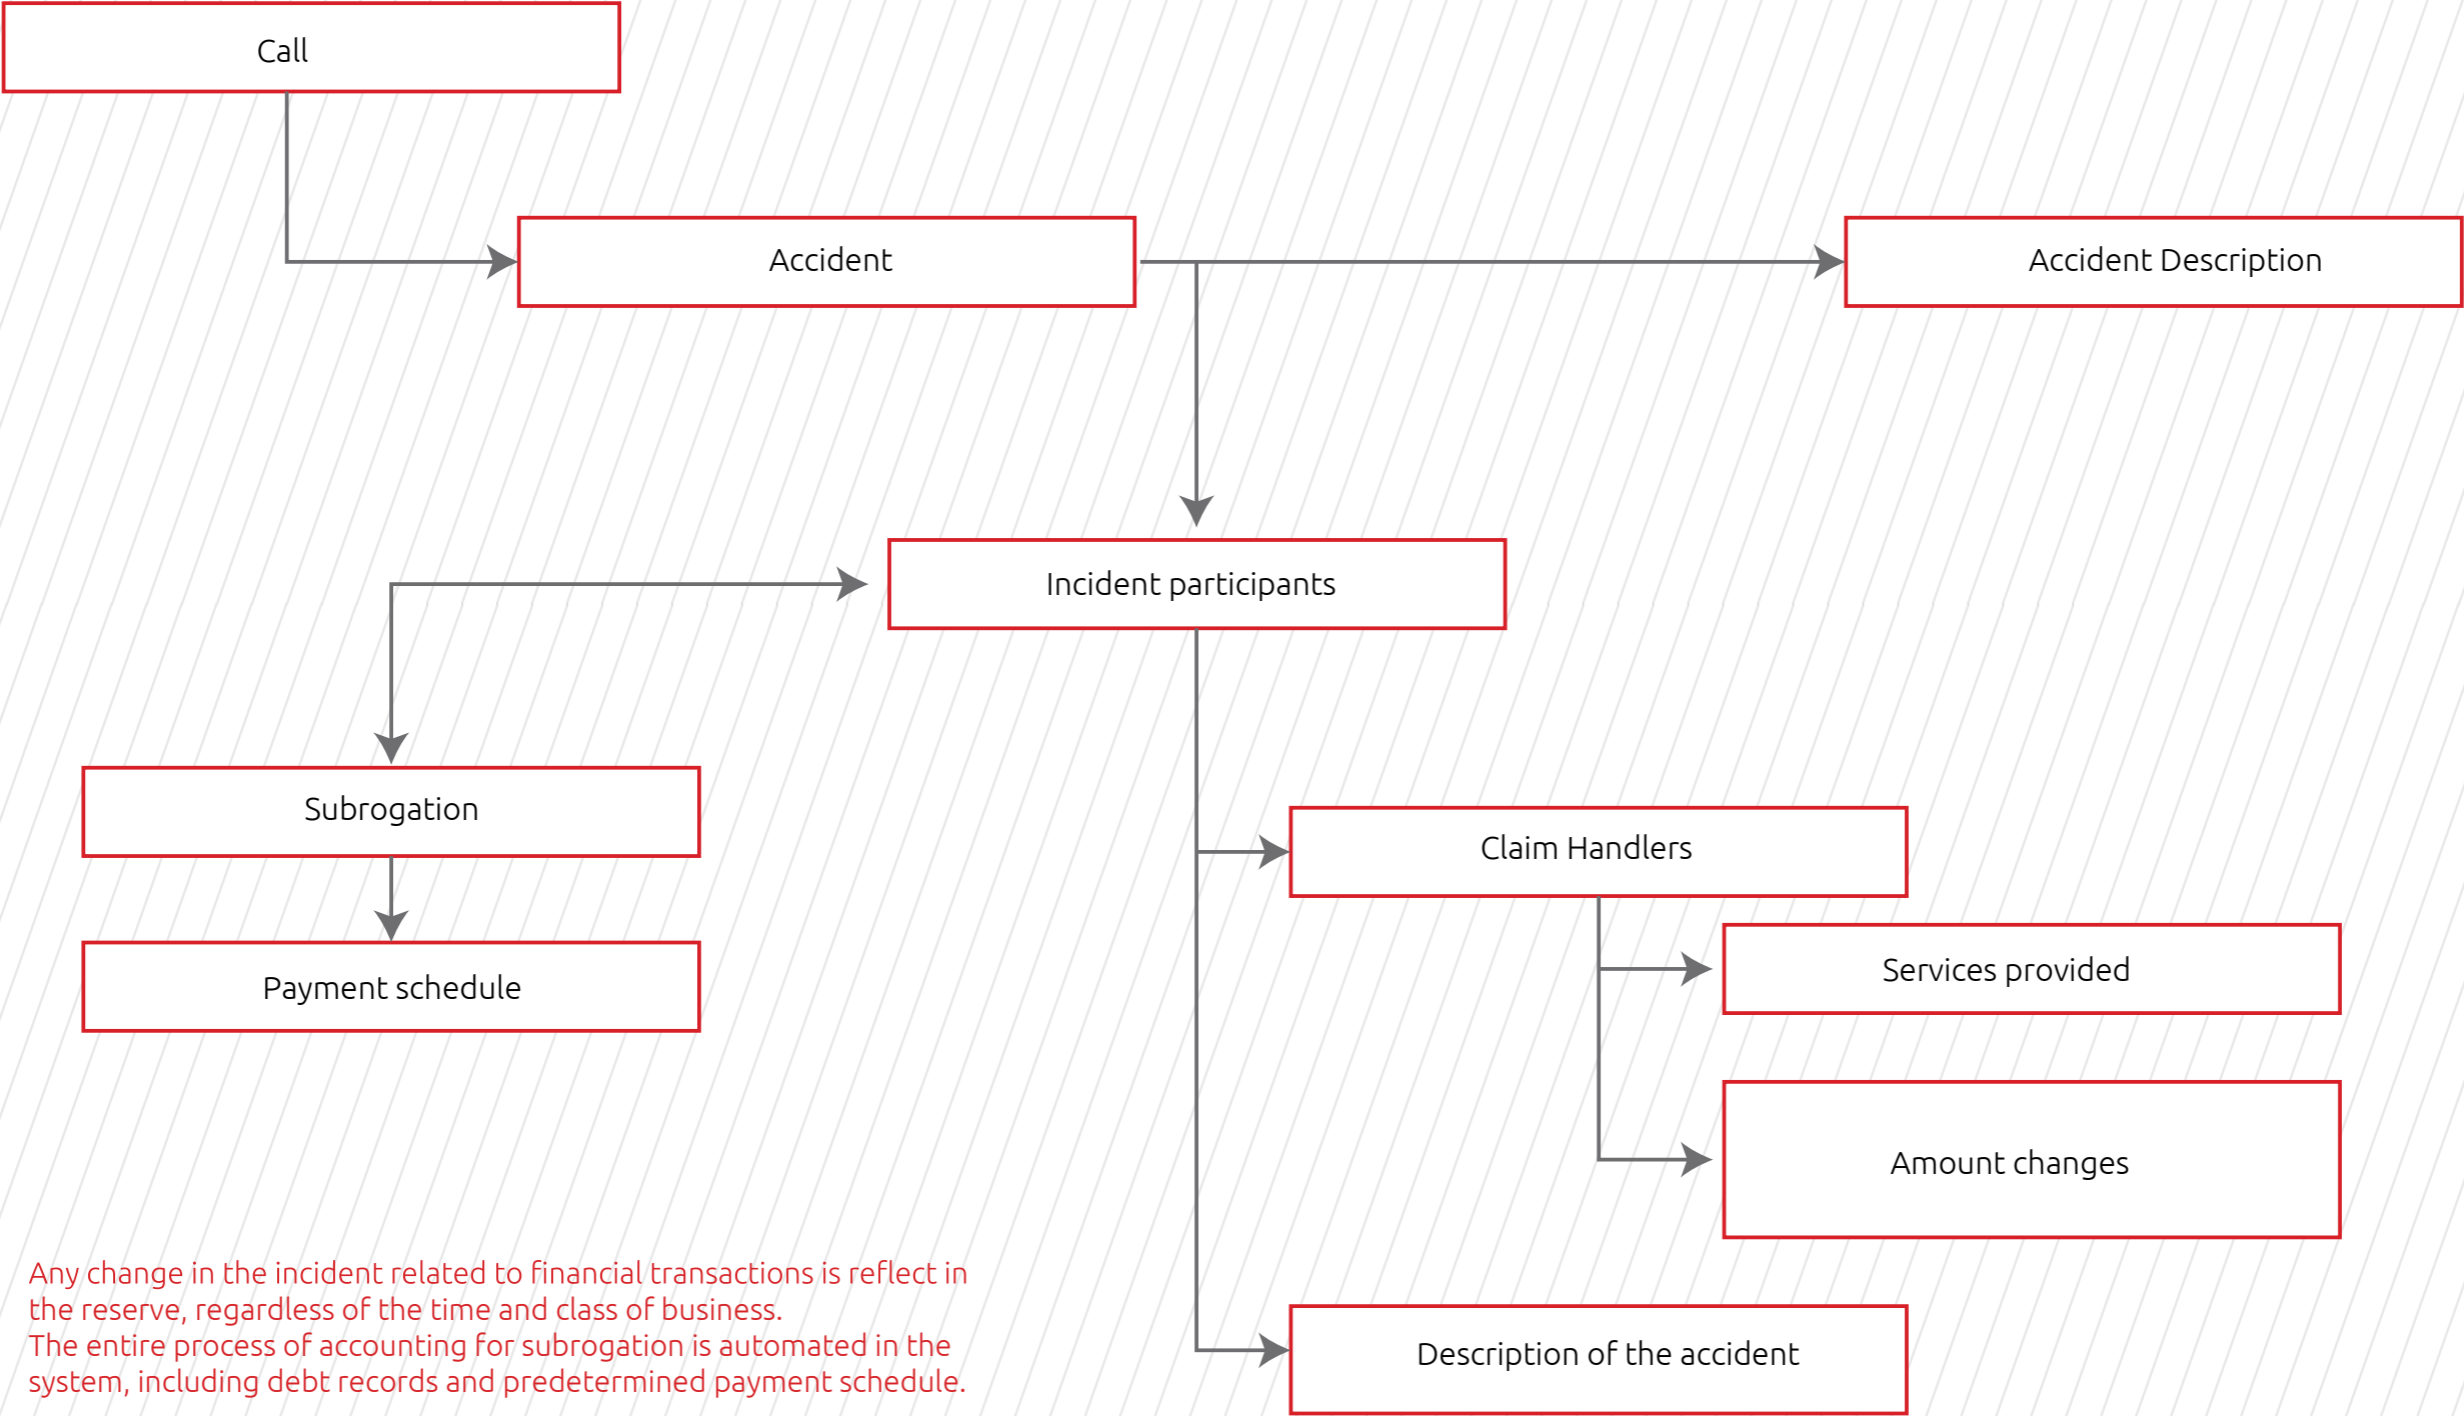 Call
Accident
Accident Description
Incident participants
Subrogation
Claim Handlers
Payment schedule
Services provided
Amount changes
Description of the accident
Any change in the incident related to financial transactions is reflect in
the reserve, regardless of the time and class of business.
The entire process of accounting for subrogation is automated in the
system, including debt records and predetermined payment schedule.